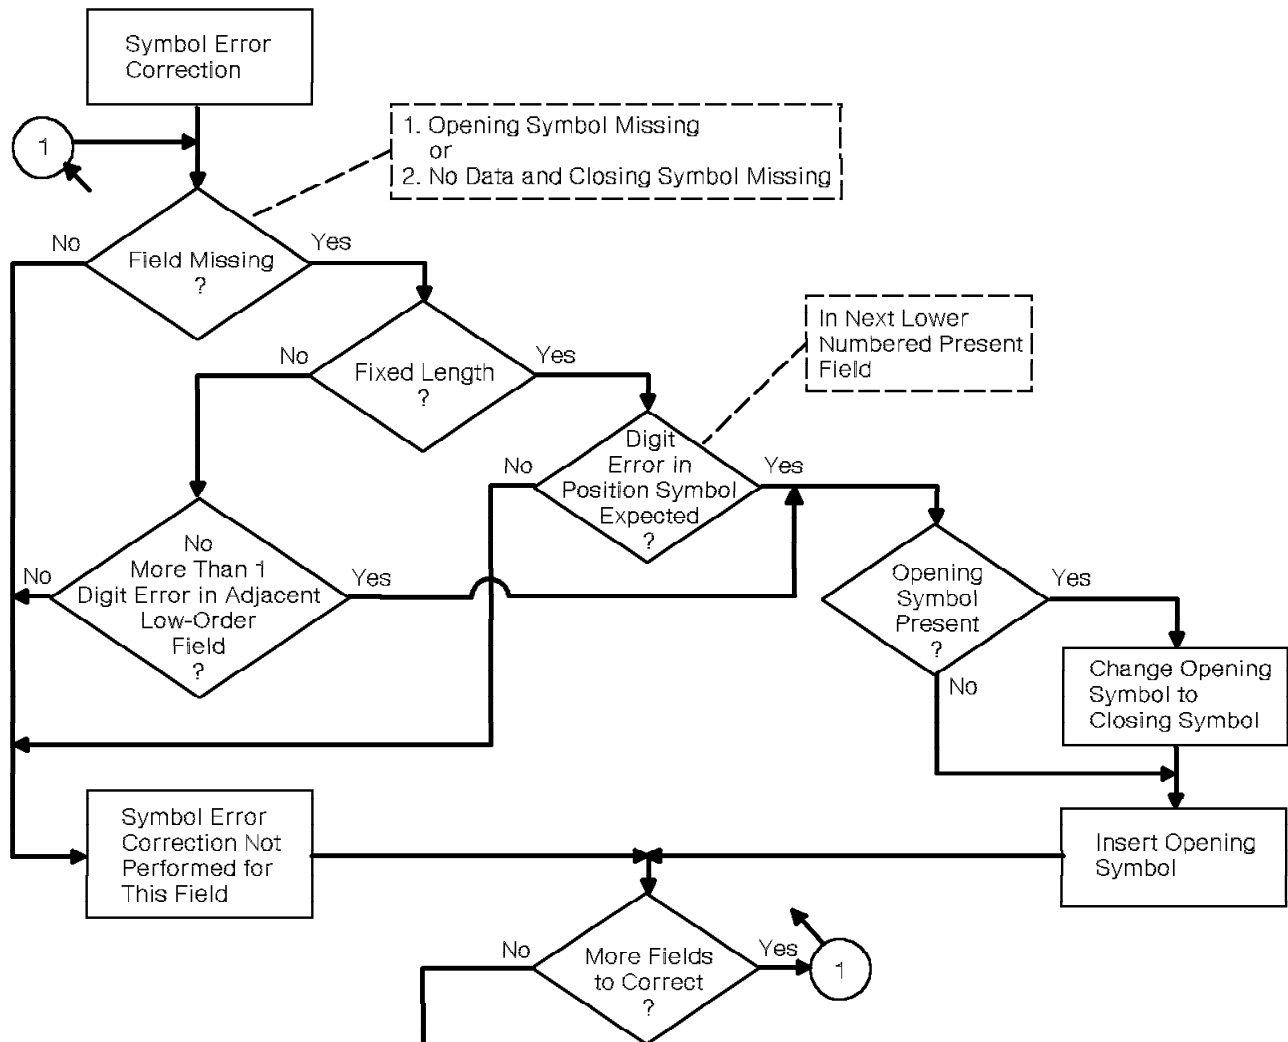 Symbol Error
Correction
1
1. Opening Symbol Missing
or
2. No Data and Closing Symbol Missing
No
Field Missing
?
Yes
In Next Lower
Numbered Present
Field
No
Fixed Length
?
Yes
No
Digit
Error in
Position Symbol
Expected
?
Yes
No
No
More Than 1
Digit Error in Adjacent
Low-Order
Field
?
Yes
Opening
Symbol
Present
?
Yes
No
Change Opening
Symbol to
Closing Symbol
Symbol Error
Correction Not
Performed for
This Field
Insert Opening
Symbol
No
More Fields
to Correct
?
Yes
1